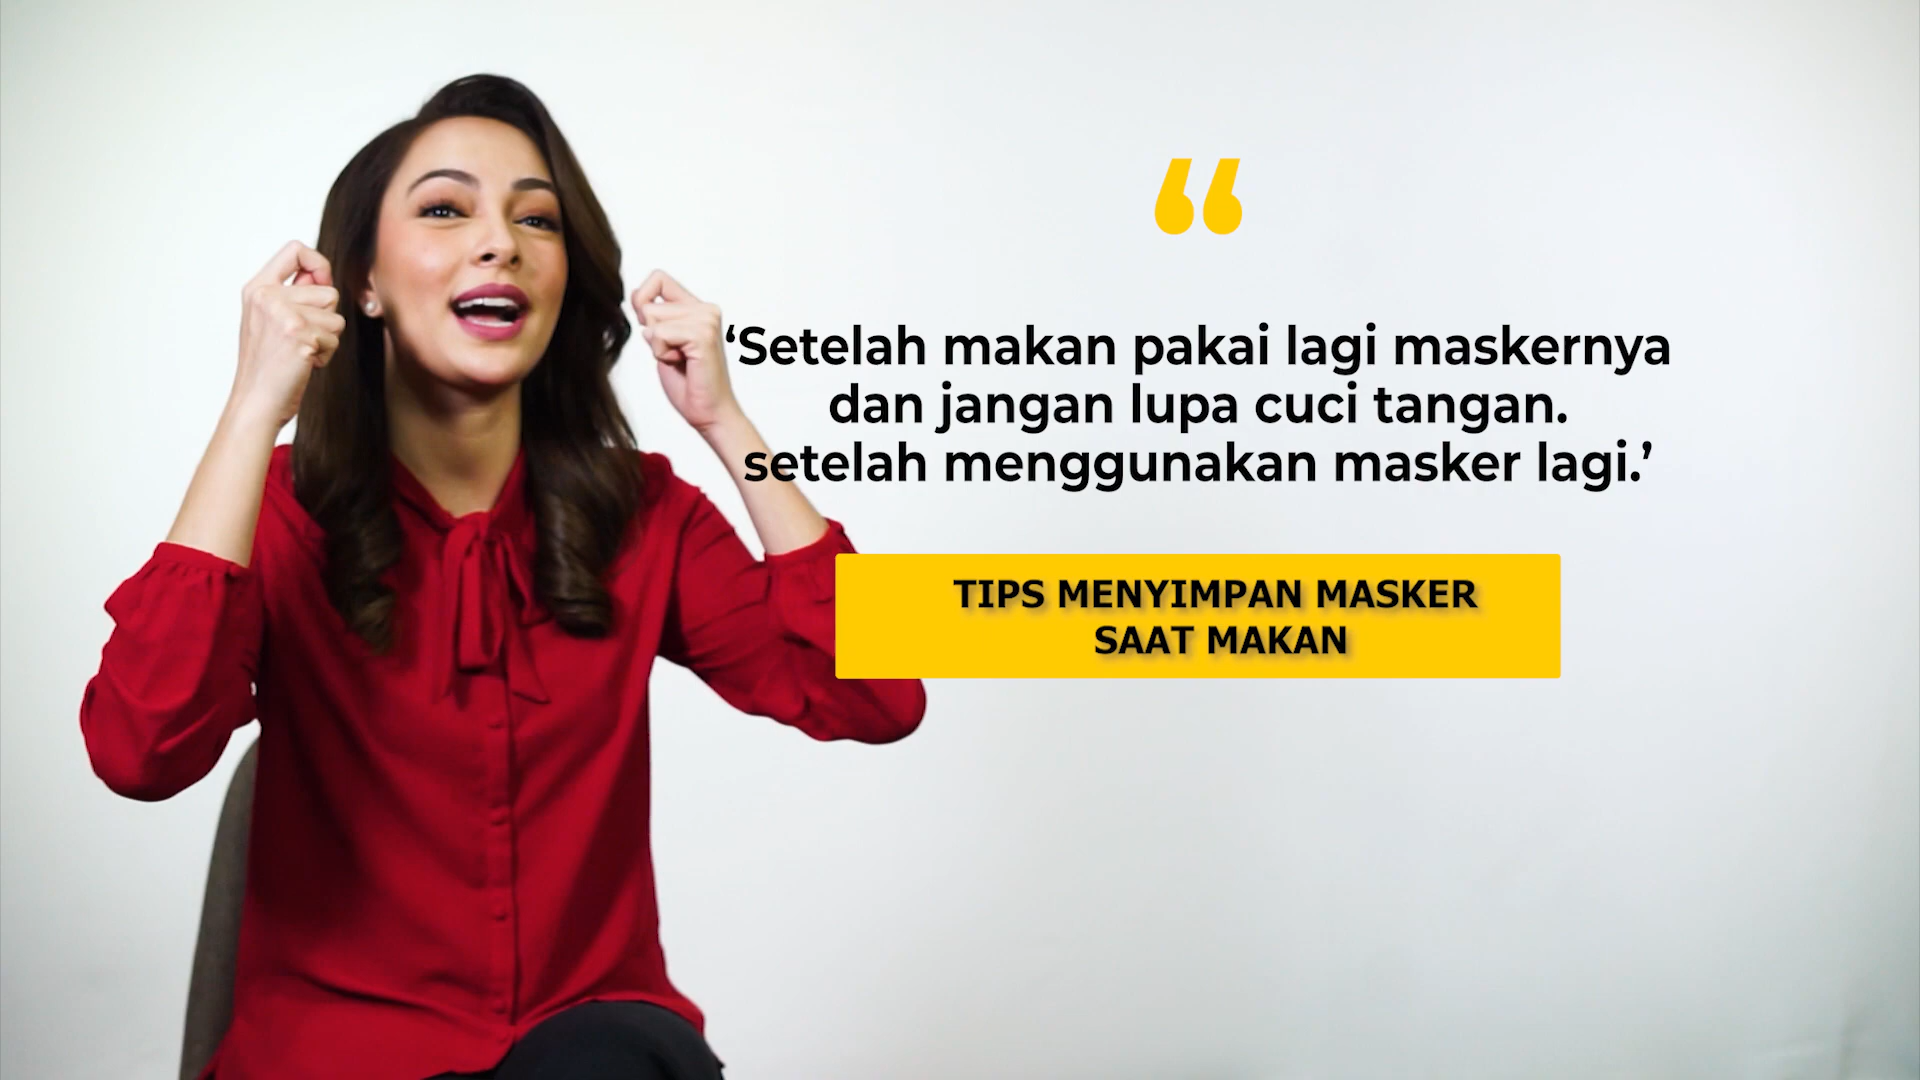 “
‘Setelah makan pakai lagi maskernya
dan jangan lupa cuci tangan.
setelah menggunakan masker lagi.’
TIPS MENYIMPAN MASKER
SAAT MAKAN